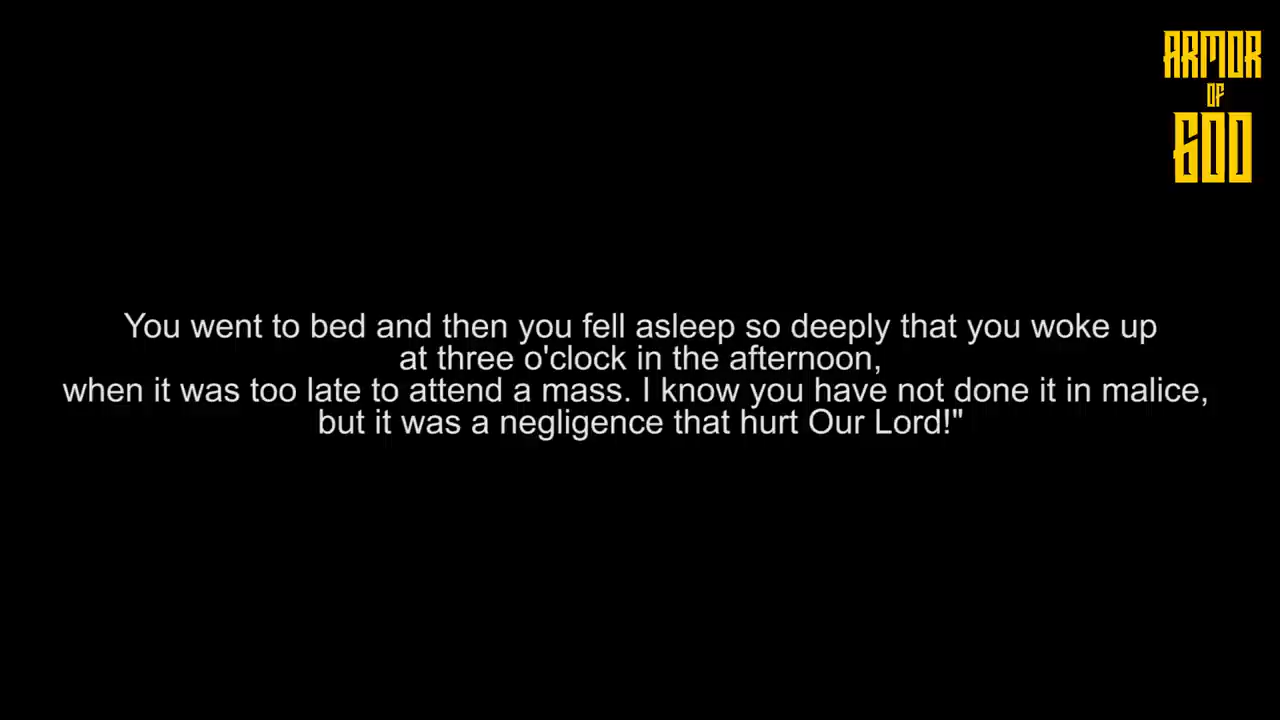 ARMOR
OF
GOD
You went to bed and then you fell asleep so deeply that you woke up
at three o'clock in the afternoon,
when it was too late to attend a mass. I know you have not done it in malice,
but it was a negligence that hurt Our Lord!"